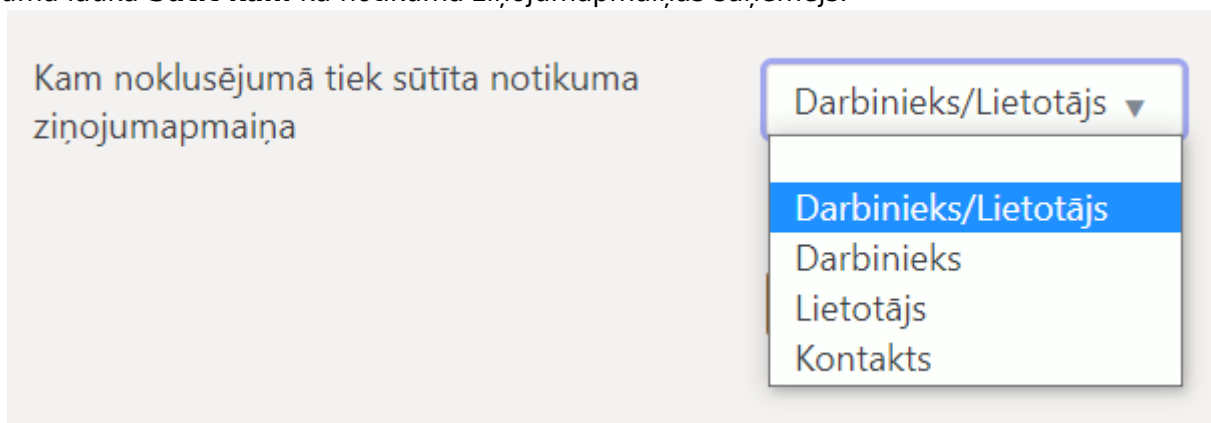 Kam noklusējumā tiek sūtīta notikuma
ziņojumapmaiņa
Darbinieks/Lietotājs
Darbinieks/Lietotājs
Darbinieks
Lietotājs
Kontakts